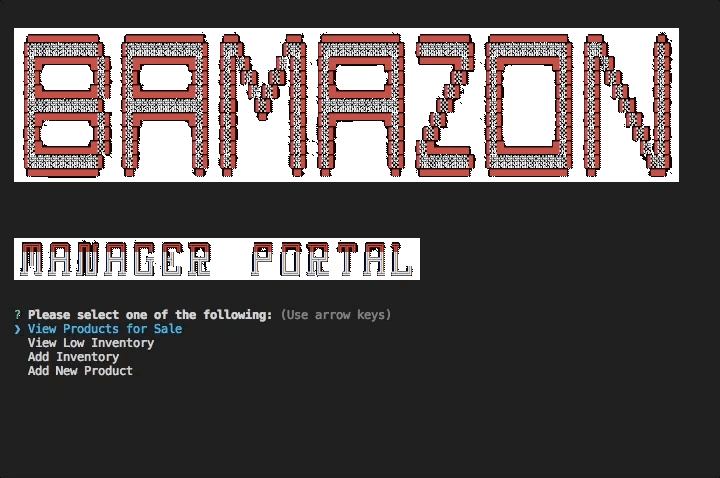 BAMAZON
MANAGER PORTAL
? Please select one of the following: (Use arrow keys)
❯ View Products for Sale
View Low Inventory
Add Inventory
Add New Product